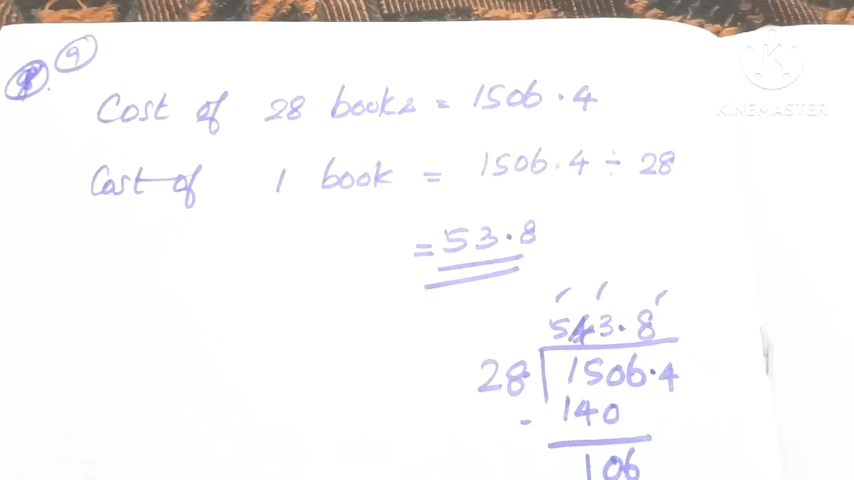 9
Cost of 28 books = 1506.4
Cost of 1 book = 1506.4 ÷ 28
= 53.8
53.8
28 1506.4
- 140
106
K
KINEMASTER